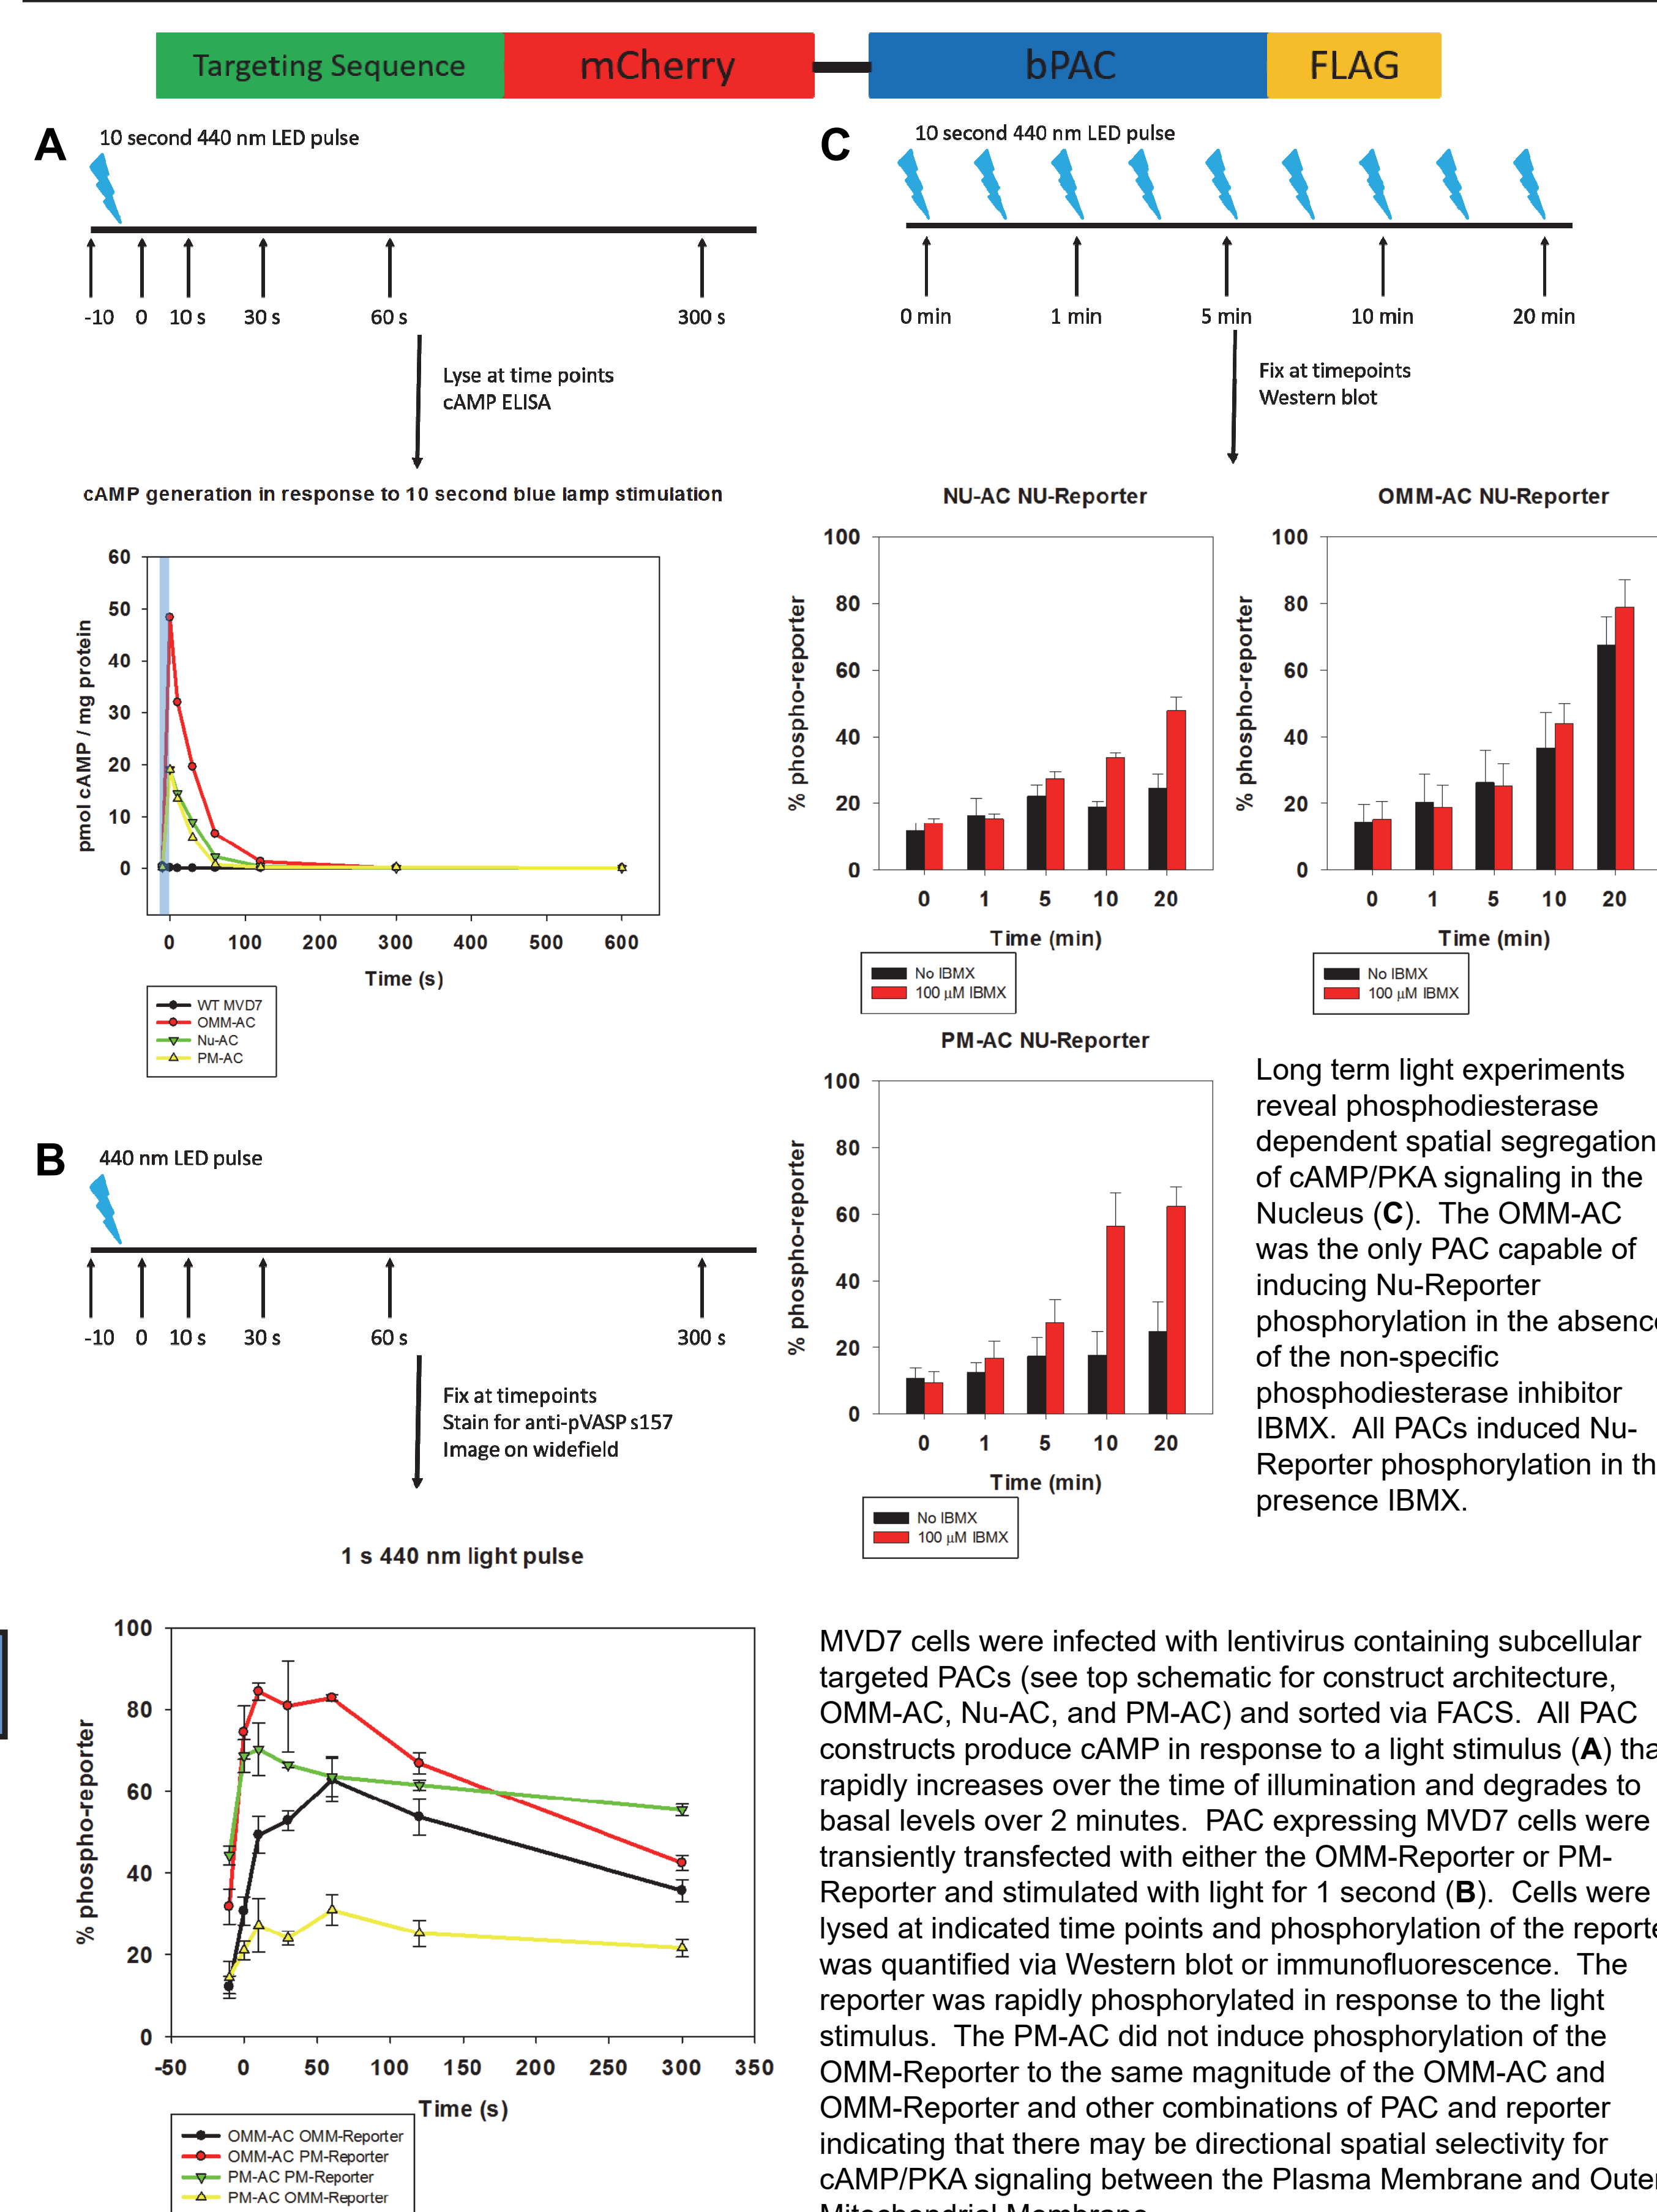 Targeting Sequence mCherry bPAC FLAG
A
10 second 440 nm LED pulse
-10 0 10 s 30 s 60 s 300 s
Lyse at time points
cAMP ELISA
cAMP generation in response to 10 second blue lamp stimulation
pmol cAMP / mg protein
60
50
40
30
20
10
0
0 100 200 300 400 500 600
Time (s)
WT MVD7
OMM-AC
Nu-AC
PM-AC
B
440 nm LED pulse
-10 0 10 s 30 s 60 s 300 s
Fix at timepoints
Stain for anti-pVASP s157
Image on widefield
1 s 440 nm light pulse
% phospho-reporter
100
80
60
40
20
0
-50 0 50 100 150 200 250 300 350
Time (s)
OMM-AC OMM-Reporter
OMM-AC PM-Reporter
PM-AC PM-Reporter
PM-AC OMM-Reporter
C
10 second 440 nm LED pulse
0 min 1 min 5 min 10 min 20 min
Fix at timepoints
Western blot
NU-AC NU-Reporter
% phospho-reporter
100
80
60
40
20
0
0 1 5 10 20
Time (min)
No IBMX
100 μM IBMX
OMM-AC NU-Reporter
% phospho-reporter
100
80
60
40
20
0
0 1 5 10 20
Time (min)
No IBMX
100 μM IBMX
PM-AC NU-Reporter
% phospho-reporter
100
80
60
40
20
0
0 1 5 10 20
Time (min)
No IBMX
100 μM IBMX
Long term light experiments
reveal phosphodiesterase
dependent spatial segregation
of cAMP/PKA signaling in the
Nucleus (C). The OMM-AC
was the only PAC capable of
inducing Nu-Reporter
phosphorylation in the absenc
of the non-specific
phosphodiesterase inhibitor
IBMX. All PACs induced Nu-
Reporter phosphorylation in th
presence IBMX.
MVD7 cells were infected with lentivirus containing subcellular
targeted PACs (see top schematic for construct architecture,
OMM-AC, Nu-AC, and PM-AC) and sorted via FACS. All PAC
constructs produce cAMP in response to a light stimulus (A) tha
rapidly increases over the time of illumination and degrades to
basal levels over 2 minutes. PAC expressing MVD7 cells were
transiently transfected with either the OMM-Reporter or PM-
Reporter and stimulated with light for 1 second (B). Cells were
lysed at indicated time points and phosphorylation of the reporte
was quantified via Western blot or immunofluorescence. The
reporter was rapidly phosphorylated in response to the light
stimulus. The PM-AC did not induce phosphorylation of the
OMM-Reporter to the same magnitude of the OMM-AC and
OMM-Reporter and other combinations of PAC and reporter
indicating that there may be directional spatial selectivity for
cAMP/PKA signaling between the Plasma Membrane and Outer
Mitochondrial Membrane